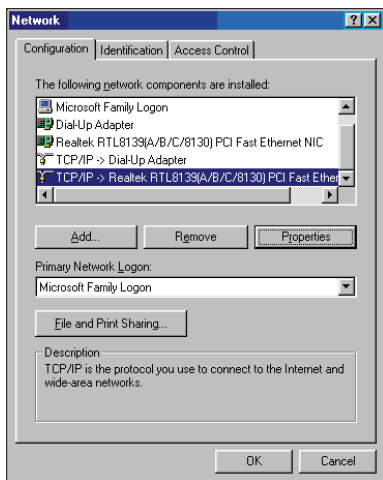 Network
Configuration Identification Access Control
The following network components are installed:
Microsoft Family Logon
Dial-Up Adapter
Realtek RTL8139(A/B/C/8130) PCI Fast Ethernet NIC
TCP/IP -> Dial-Up Adapter
TCP/IP -> Realtek RTL8139(A/B/C/8130) PCI Fast Ether
Add... Remove Properties
Primary Network Logon:
Microsoft Family Logon
File and Print Sharing...
Description
TCP/IP is the protocol you use to connect to the Internet and
wide-area networks.
OK Cancel